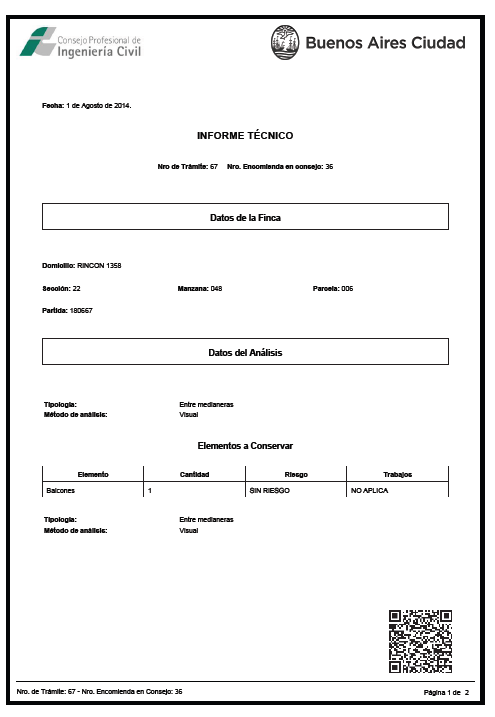 Consejo Profesional de
Ingeniería Civil
Buenos Aires Ciudad
Fecha: 1 de Agosto de 2014.
INFORME TÉCNICO
Nro de Trámite: 67 Nro. Encomienda en consejo: 36
Datos de la Finca
Domicilio: RINCON 1358
Sección: 22 Manzana: 048 Parcela: 006
Partida: 180667
Datos del Análisis
Tipología: Entre medianeras
Método de análisis: Visual
Elementos a Conservar
Elemento Cantidad Riesgo Trabajos
Balcones 1 SIN RIESGO NO APLICA
Tipología: Entre medianeras
Método de análisis: Visual
Nro. de Trámite: 67 - Nro. Encomienda en Consejo: 36 Página 1 de 2